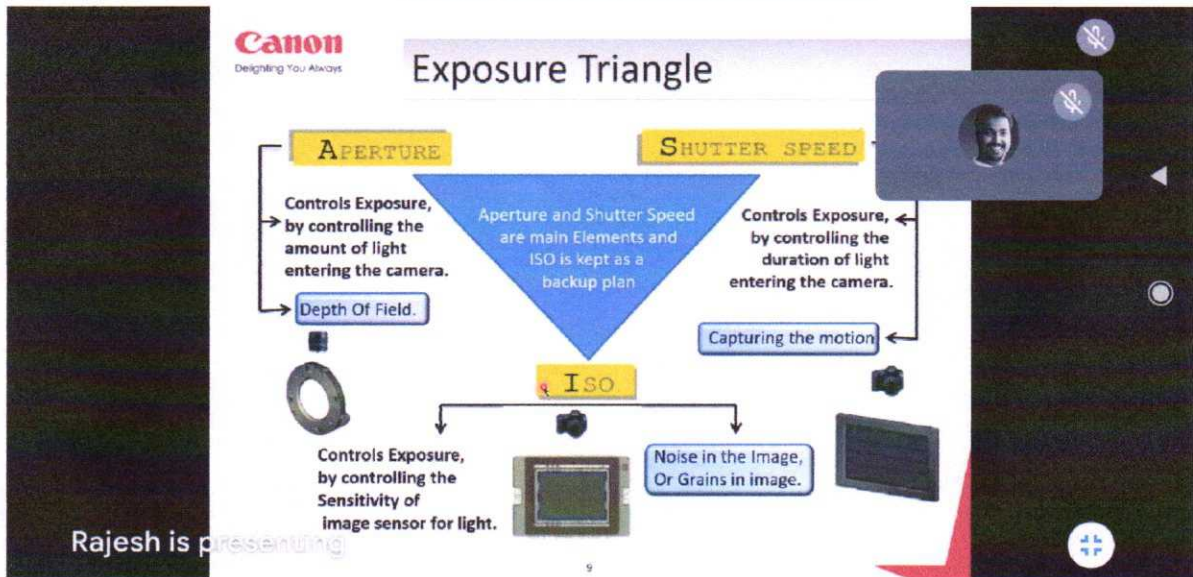 Canon
Delighting You Always
Exposure Triangle
APERTURE
SHUTTER SPEED
Controls Exposure,
by controlling the
amount of light
entering the camera.
Depth Of Field.
Aperture and Shutter Speed
are main Elements and
ISO is kept as a
backup plan
Controls Exposure,
by controlling the
duration of light
entering the camera.
Capturing the motion
ISO
Controls Exposure,
by controlling the
Sensitivity of
image sensor for light.
Noise in the Image,
Or Grains in image.
Rajesh is presenting
9